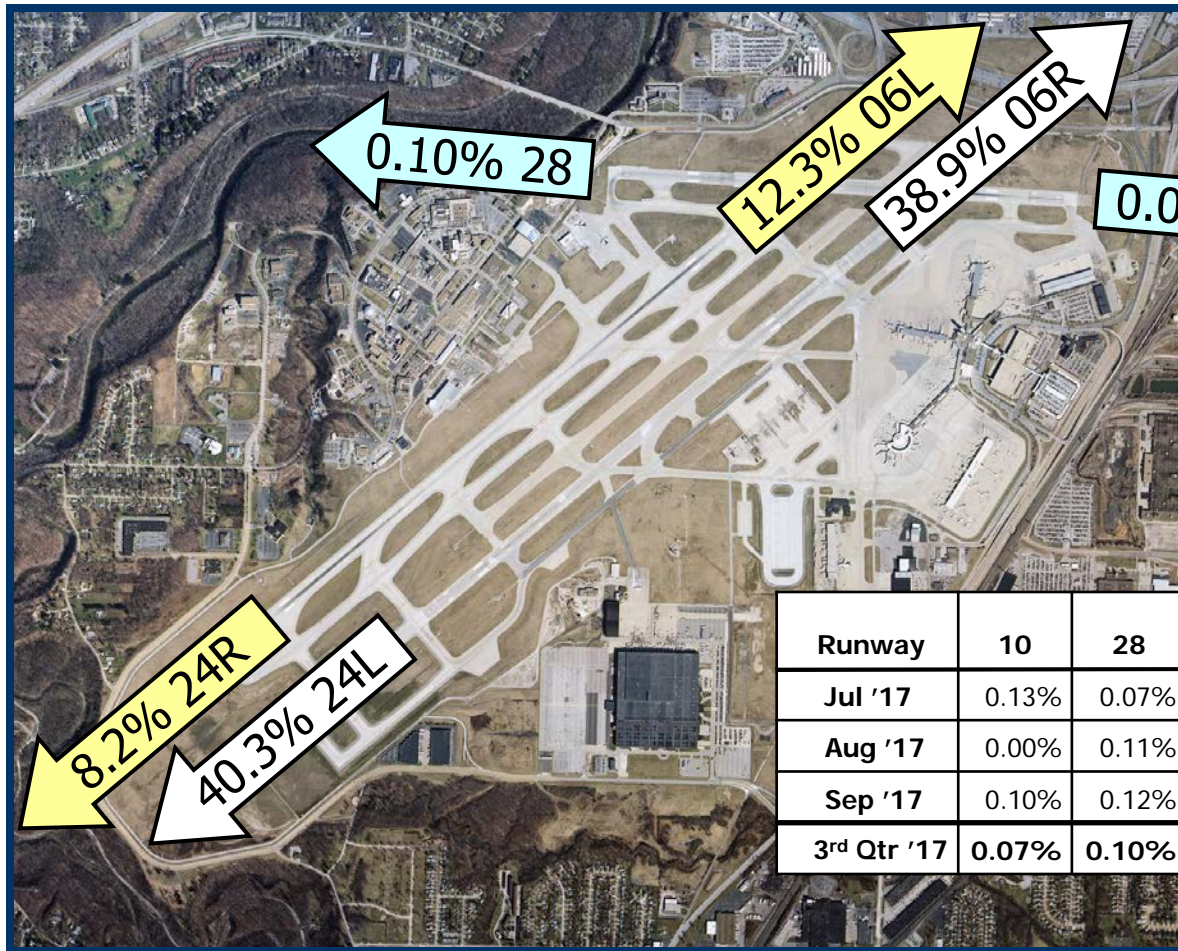 12.3% 06L
38.9% 06R
0.10% 28
0.0
8.2% 24R
40.3% 24L
Runway 10 28
Jul '17 0.13% 0.07%
Aug '17 0.00% 0.11%
Sep '17 0.10% 0.12%
3rd Qtr '17 0.07% 0.10%